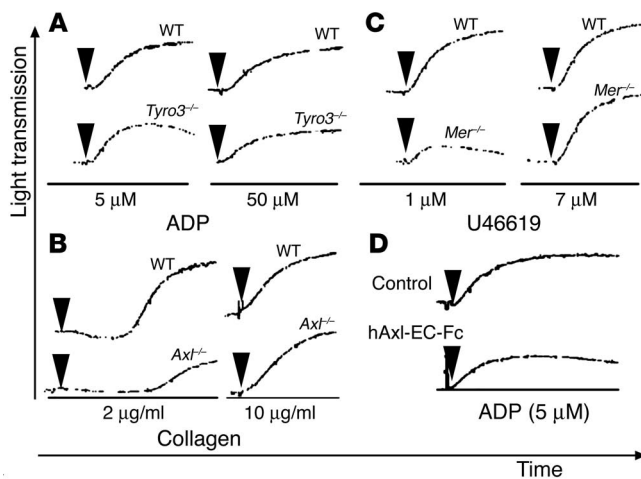 A
WT
Tyro3–/–
5 μM
WT
Tyro3–/–
50 μM
ADP
C
WT
Mer–/–
1 μM
WT
Mer–/–
7 μM
U46619
B
WT
Axl–/–
2 μg/ml
WT
Axl–/–
10 μg/ml
Collagen
D
Control
hAxl-EC-Fc
ADP (5 μM)
Light transmission
Time